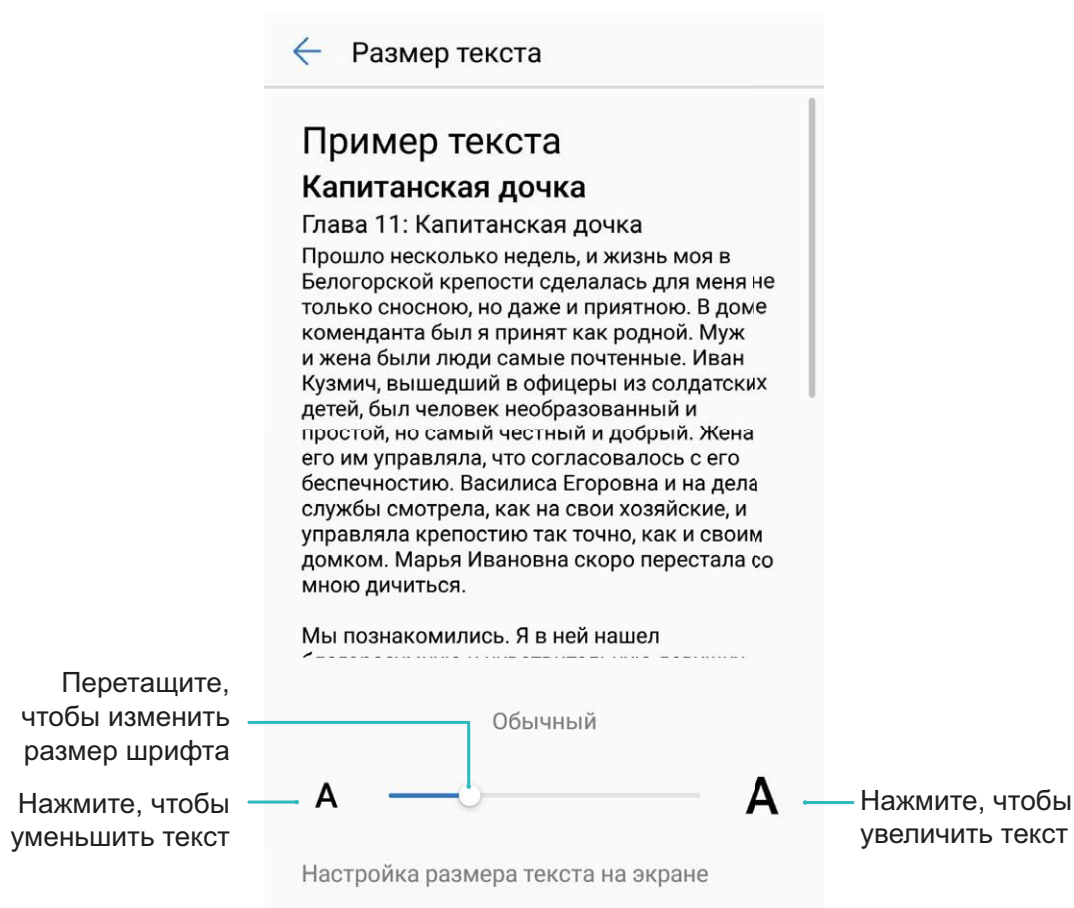 Размер текста
Пример текста
Капитанская дочка
Глава 11: Капитанская дочка
Прошло несколько недель, и жизнь моя в
Белогорской крепости сделалась для меня не
только сносною, но даже и приятною. В доме
коменданта был я принят как родной. Муж
и жена были люди самые почтенные. Иван
Кузмич, вышедший в офицеры из солдатских
детей, был человек необразованный и
простой, но самый честный и добрый. Жена
его им управляла, что согласовалось с его
беспечностию. Василиса Егоровна и на дела
службы смотрела, как на свои хозяйские, и
управляла крепостию так точно, как и своим
домком. Марья Ивановна скоро перестала со
мною дичиться.
Мы познакомились. Я в ней нашел
Перетащите,
чтобы изменить
размер шрифта
Обычный
Нажмите, чтобы
уменьшить текст
A
A
Нажмите, чтобы
увеличить текст
Настройка размера текста на экране